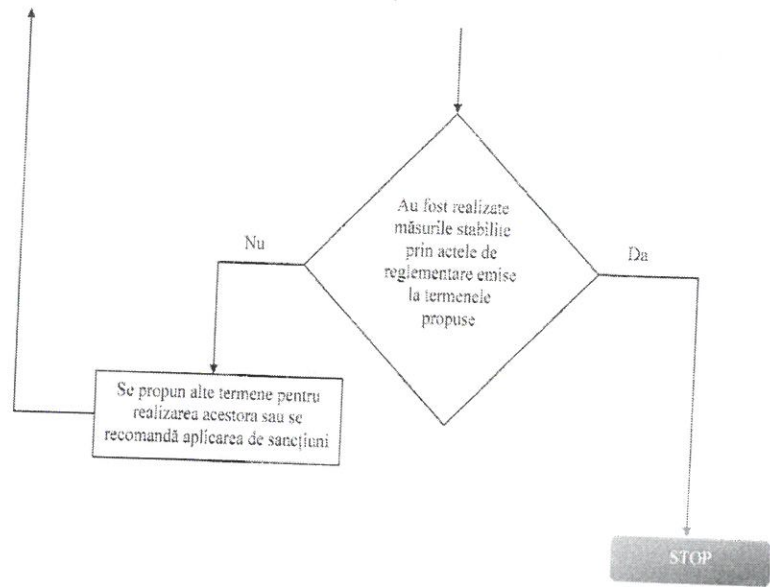 Au fost realizate
măsurile stabilite
prin actele de
reglementare emise
la termenele
propuse
Nu
Da
Se propun alte termene pentru
realizarea acestora sau se
recomandă aplicarea de sancțiuni
STOP